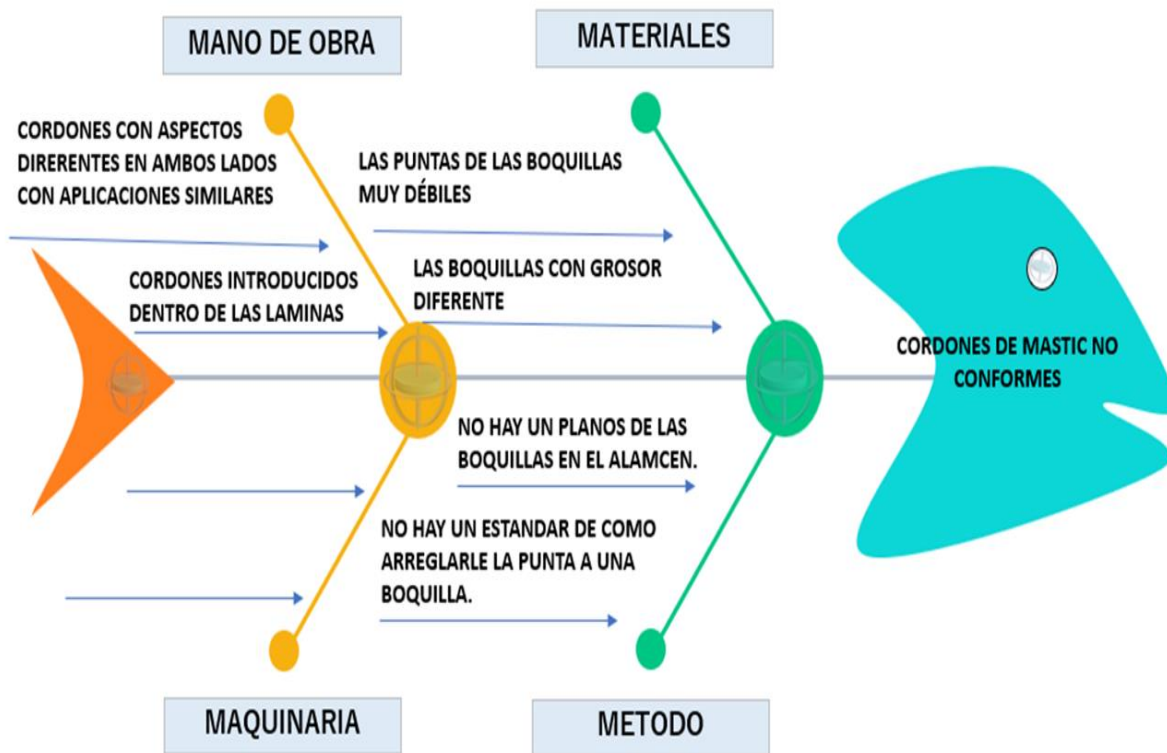 MANO DE OBRA
MATERIALES
CORDONES CON ASPECTOS
DIRERENTES EN AMBOS LADOS
CON APLICACIONES SIMILARES
LAS PUNTAS DE LAS BOQUILLAS
MUY DÉBILES
CORDONES INTRODUCIDOS
DENTRO DE LAS LAMINAS
LAS BOQUILLAS CON GROSOR
DIFERENTE
CORDONES DE MASTIC NO
CONFORMES
NO HAY UN PLANOS DE LAS
BOQUILLAS EN EL ALAMCEN.
NO HAY UN ESTANDAR DE COMO
ARREGLARLE LA PUNTA A UNA
BOQUILLA.
MAQUINARIA
METODO